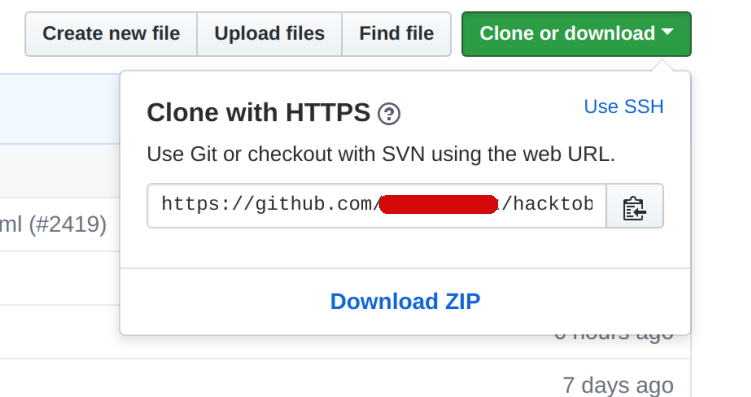 Create new file Upload files Find file Clone or download
Clone with HTTPS ? Use SSH
Use Git or checkout with SVN using the web URL.
https://github.com/ /hacktob
ml (#2419)
Download ZIP
hours ago
7 days ago